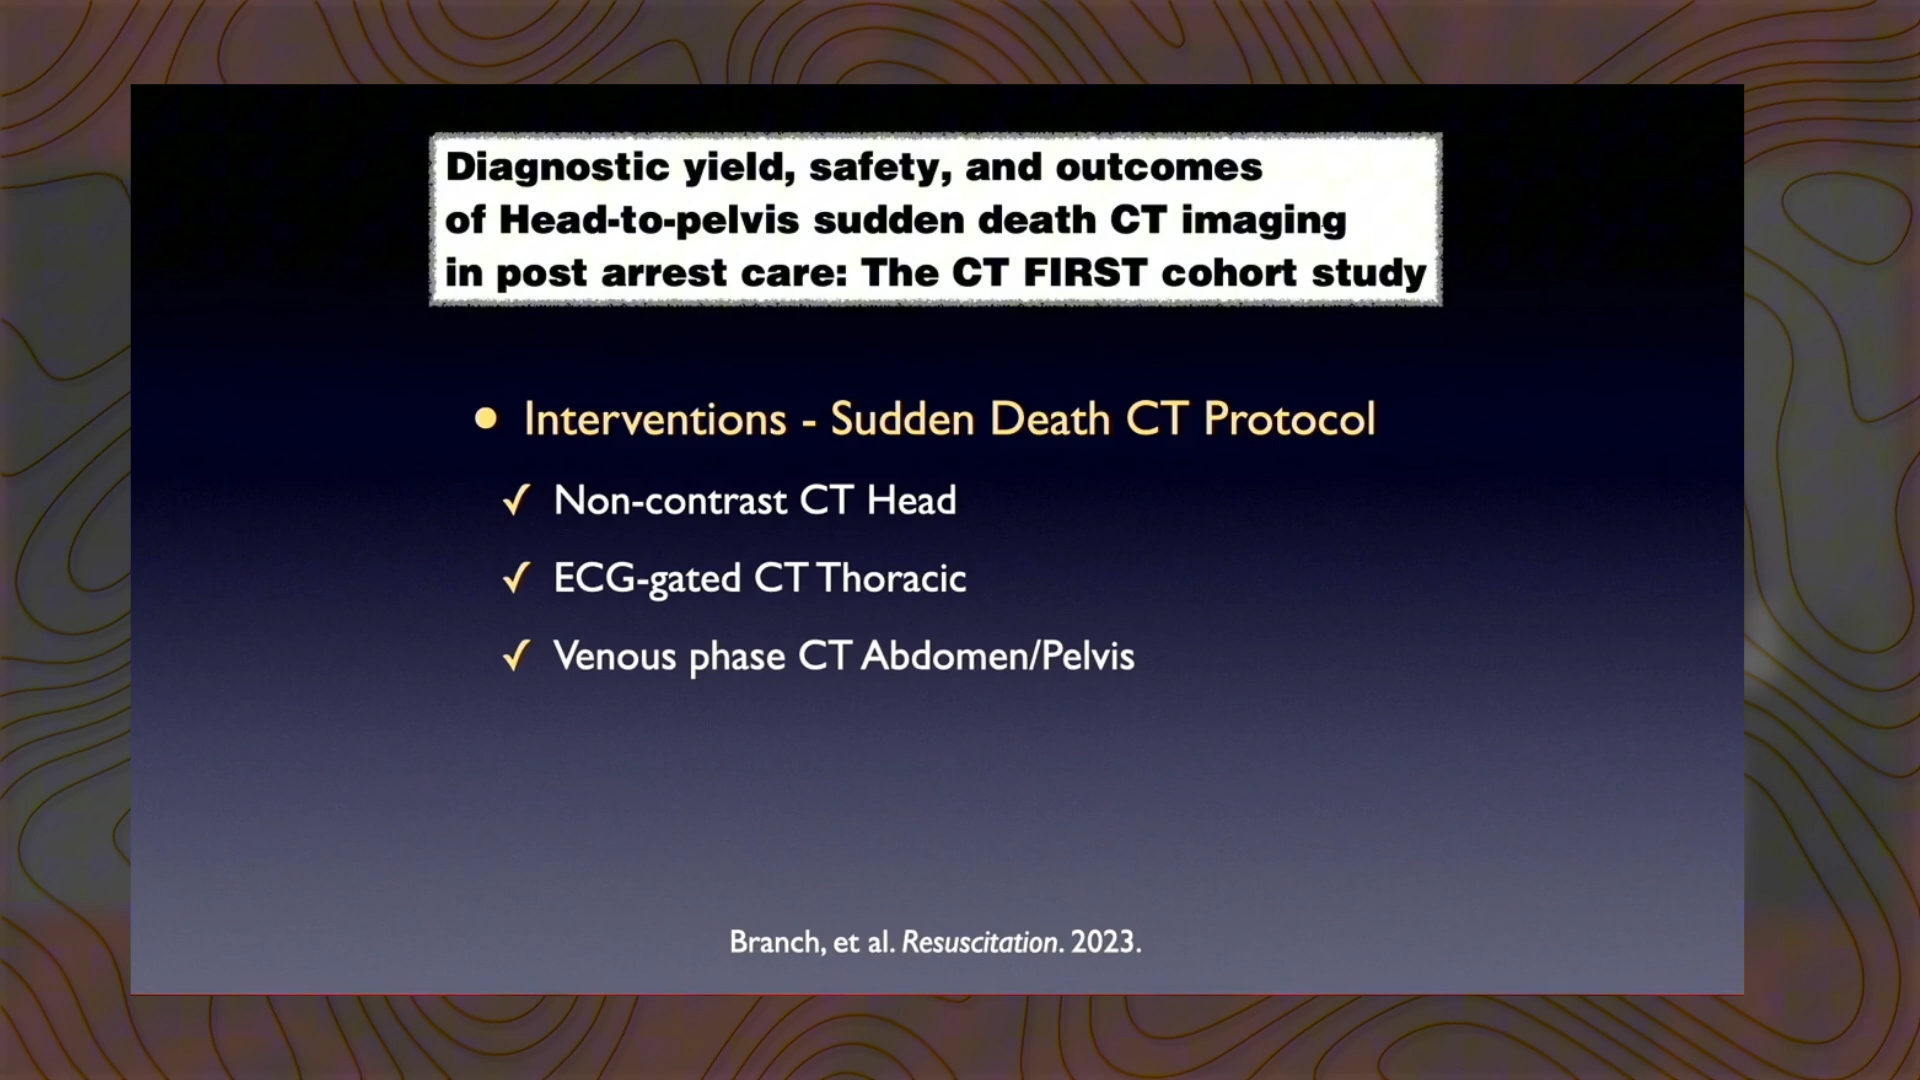 Diagnostic yield, safety, and outcomes
of Head-to-pelvis sudden death CT imaging
in post arrest care: The CT FIRST cohort study
• Interventions - Sudden Death CT Protocol
✓ Non-contrast CT Head
✓ ECG-gated CT Thoracic
✓ Venous phase CT Abdomen/Pelvis
Branch, et al. Resuscitation. 2023.